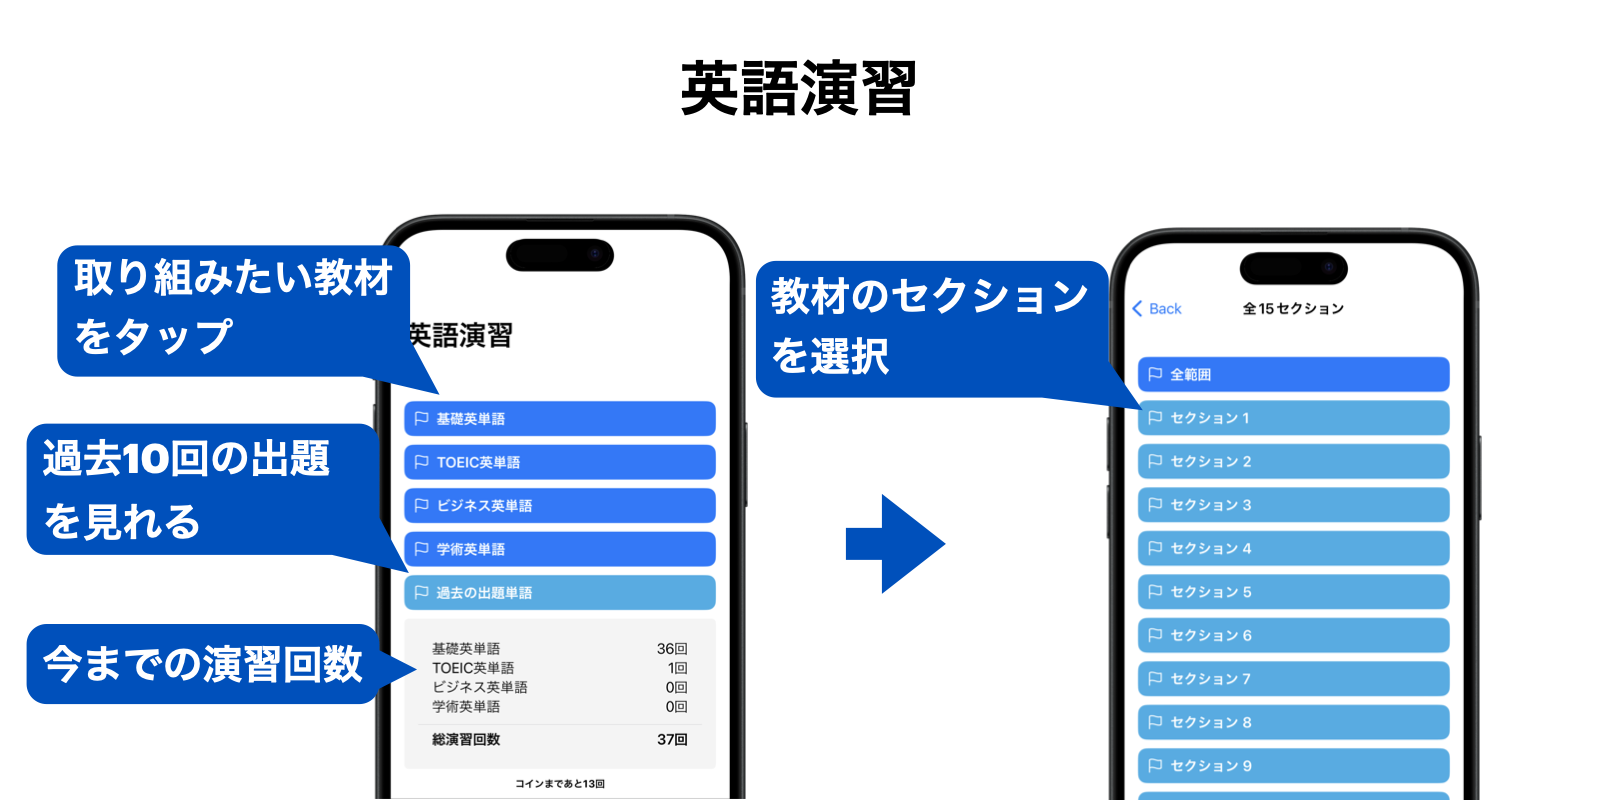 英語演習
取り組みたい教材
をタップ
過去10回の出題
を見れる
今までの演習回数
英語演習
基礎英単語
TOEIC英単語
ビジネス英単語
学術英単語
過去の出題単語
基礎英単語 36回
TOEIC英単語 1回
ビジネス英単語 0回
学術英単語 0回
総演習回数 37回
コインまであと13回
教材のセクション
を選択
Back 全15セクション
全範囲
セクション 1
セクション 2
セクション 3
セクション 4
セクション 5
セクション 6
セクション 7
セクション 8
セクション 9